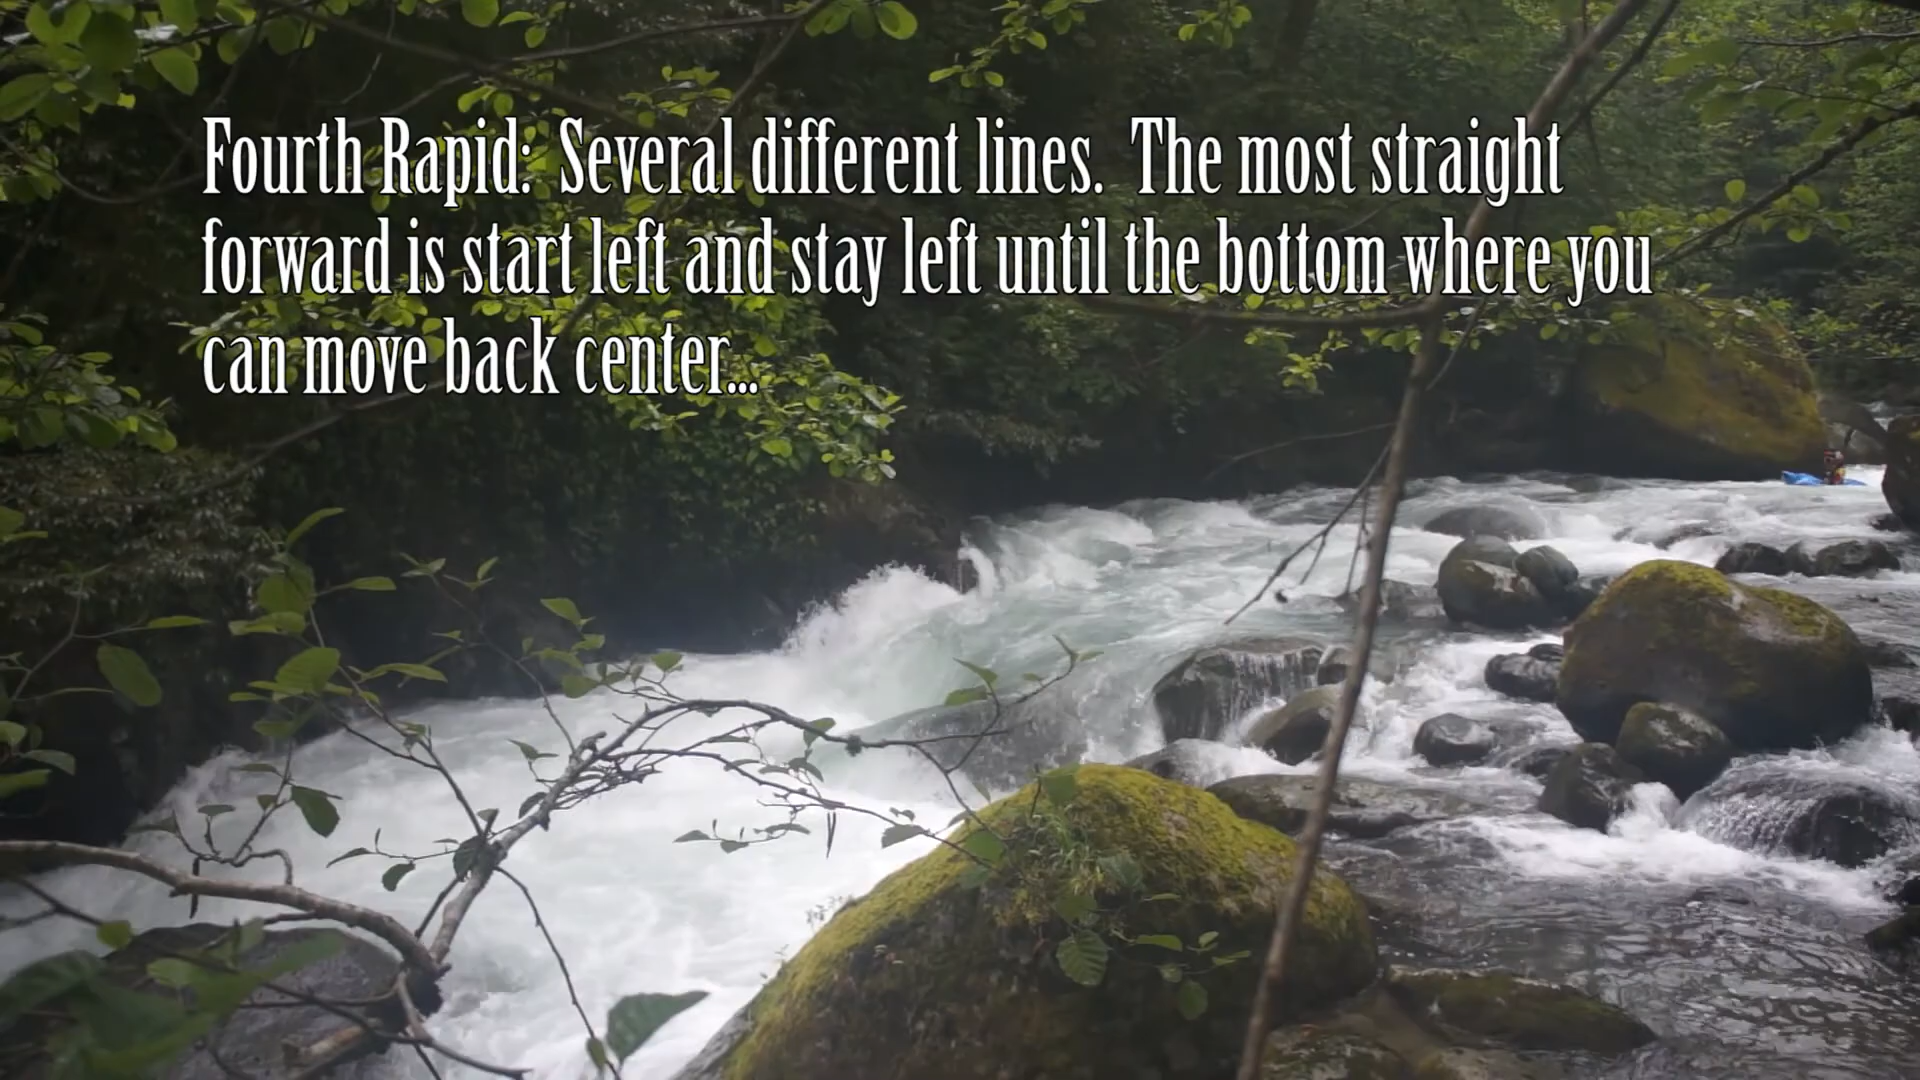 Fourth Rapid:  Several different lines.  The most straight
forward is start left and stay left until the bottom where you
can move back center...